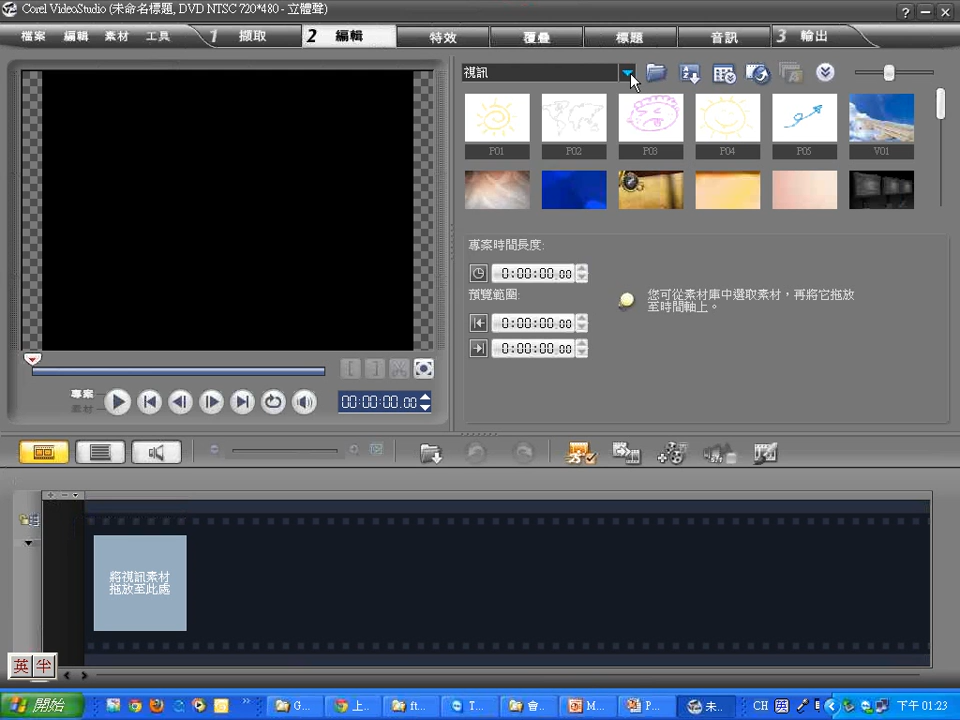 Corel VideoStudio (未命名標題, DVD NTSC 720*480 - 立體聲)
檔案 編輯 素材 工具 1 擷取 2 編輯 特效 覆疊 標題 音訊 3 輸出
視訊
P01 P02 P03 P04 P05 V01
專案時間長度:
0:00:00.00
預覽範圍:
0:00:00.00
0:00:00.00
您可從素材庫中選取素材，再將它拖放
至時間軸上。
專案
素材
00:00:00.00
將視訊素材
拖放至此處
英 半
開始 G... 上... ft... T... 會... M... P... 未... CH 下午 01:23